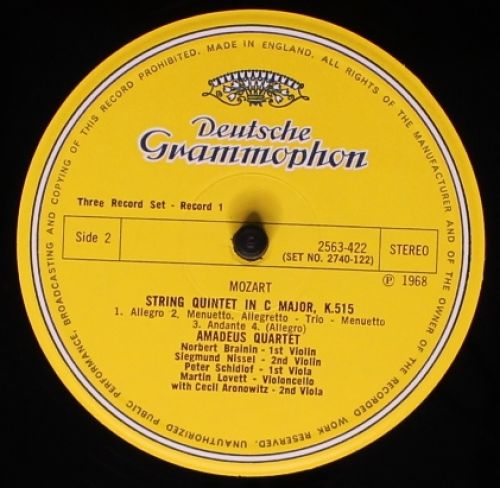 MADE IN ENGLAND. ALL RIGHTS OF THE MANUFACTURER AND OF THE OWNER OF THE RECORDED WORK RESERVED. UNAUTHORIZED PUBLIC PERFORMANCE, BROADCASTING AND COPYING OF THIS RECORD PROHIBITED.
Deutsche
Grammophon
Three Record Set - Record 1
Side 2
2563-422
(SET NO. 2740-122)
STEREO
MOZART
Ⓟ 1968
STRING QUINTET IN C MAJOR, K.515
1. Allegro 2. Menuetto. Allegretto - Trio - Menuetto
3. Andante 4. (Allegro)
AMADEUS QUARTET
Norbert Brainin - 1st Violin
Siegmund Nissel - 2nd Violin
Peter Schidlof - 1st Viola
Martin Lovett - Violoncello
with Cecil Aronowitz - 2nd Viola